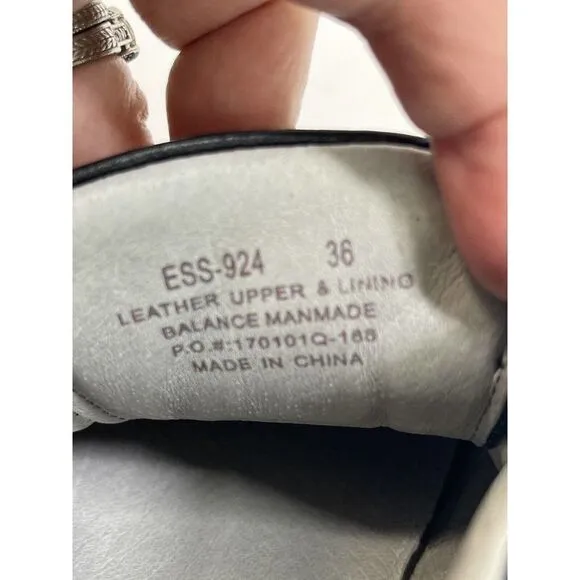 ESS-924 36
LEATHER UPPER & LINING
BALANCE MANMADE
P.O.#:170101Q-168
MADE IN CHINA